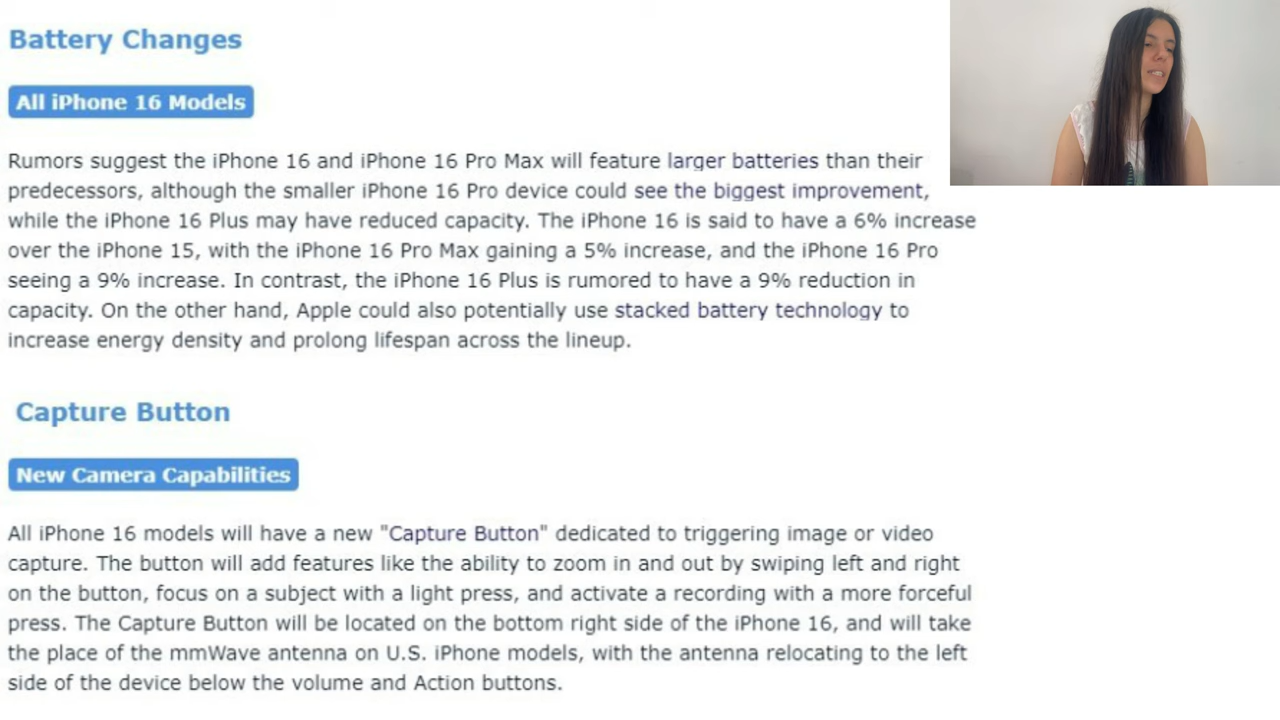 Battery Changes
All iPhone 16 Models
Rumors suggest the iPhone 16 and iPhone 16 Pro Max will feature larger batteries than their
predecessors, although the smaller iPhone 16 Pro device could see the biggest improvement,
while the iPhone 16 Plus may have reduced capacity. The iPhone 16 is said to have a 6% increase
over the iPhone 15, with the iPhone 16 Pro Max gaining a 5% increase, and the iPhone 16 Pro
seeing a 9% increase. In contrast, the iPhone 16 Plus is rumored to have a 9% reduction in
capacity. On the other hand, Apple could also potentially use stacked battery technology to
increase energy density and prolong lifespan across the lineup.
Capture Button
New Camera Capabilities
All iPhone 16 models will have a new "Capture Button" dedicated to triggering image or video
capture. The button will add features like the ability to zoom in and out by swiping left and right
on the button, focus on a subject with a light press, and activate a recording with a more forceful
press. The Capture Button will be located on the bottom right side of the iPhone 16, and will take
the place of the mmWave antenna on U.S. iPhone models, with the antenna relocating to the left
side of the device below the volume and Action buttons.